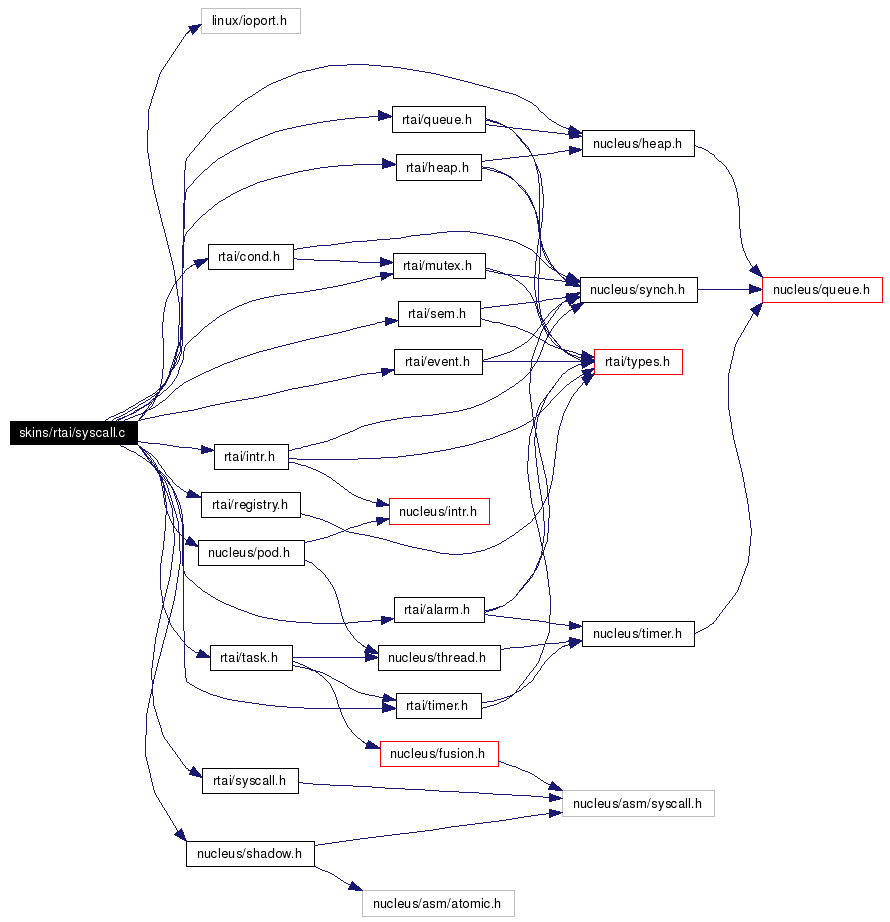 linux/ioport.h
rtai/queue.h
nucleus/heap.h
rtai/heap.h
rtai/cond.h
rtai/mutex.h
nucleus/synch.h
nucleus/queue.h
rtai/sem.h
rtai/event.h
rtai/types.h
skins/rtai/syscall.c
rtai/intr.h
rtai/registry.h
nucleus/intr.h
nucleus/pod.h
rtai/alarm.h
nucleus/timer.h
rtai/task.h
nucleus/thread.h
rtai/timer.h
nucleus/fusion.h
rtai/syscall.h
nucleus/asm/syscall.h
nucleus/shadow.h
nucleus/asm/atomic.h